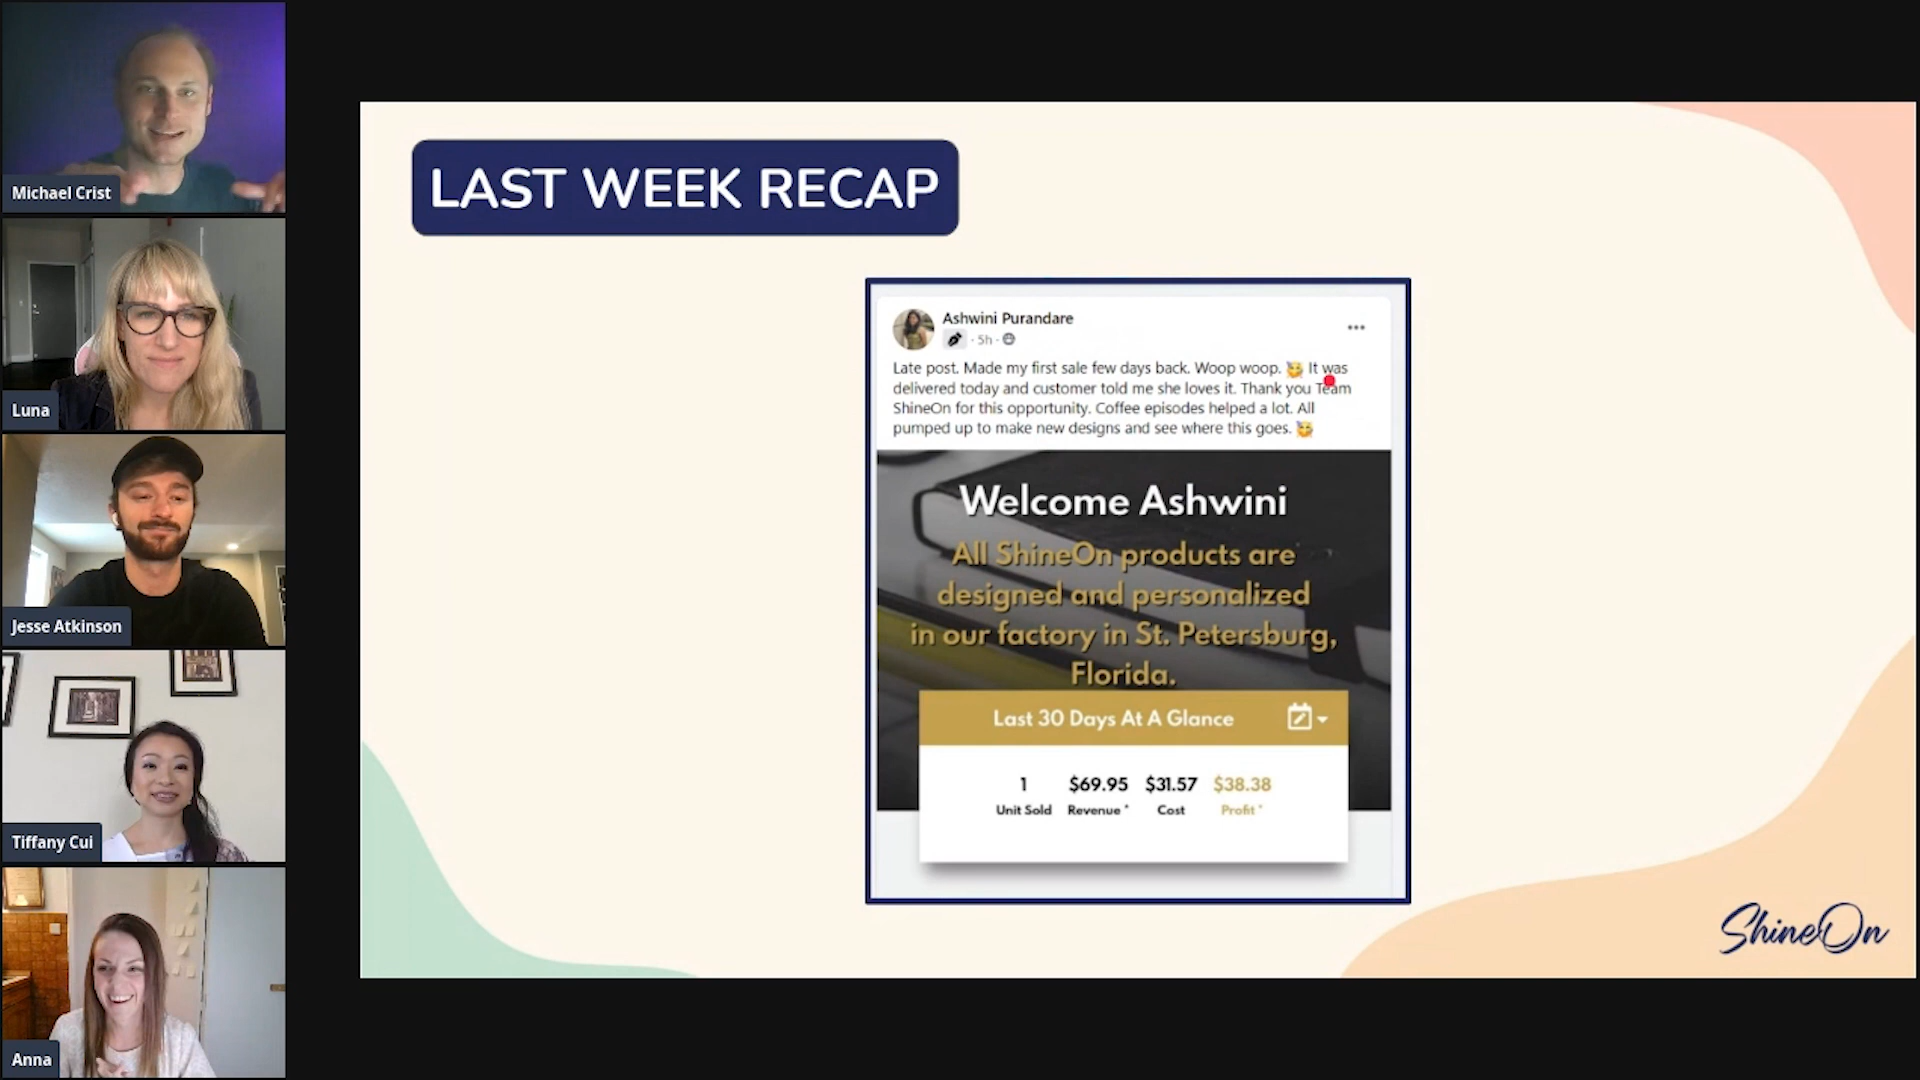 Michael Crist
Luna
Jesse Atkinson
Tiffany Cui
Anna
LAST WEEK RECAP
Ashwini Purandare
· 5h ·
Late post. Made my first sale few days back. Woop woop. 🥰 It was
delivered today and customer told me she loves it. Thank you Team
ShineOn for this opportunity. Coffee episodes helped a lot. All
pumped up to make new designs and see where this goes. 🥰
Welcome Ashwini
All ShineOn products are
designed and personalized
in our factory in St. Petersburg,
Florida.
Last 30 Days At A Glance
1 $69.95 $31.57 $38.38
Unit Sold Revenue * Cost Profit *
ShineOn